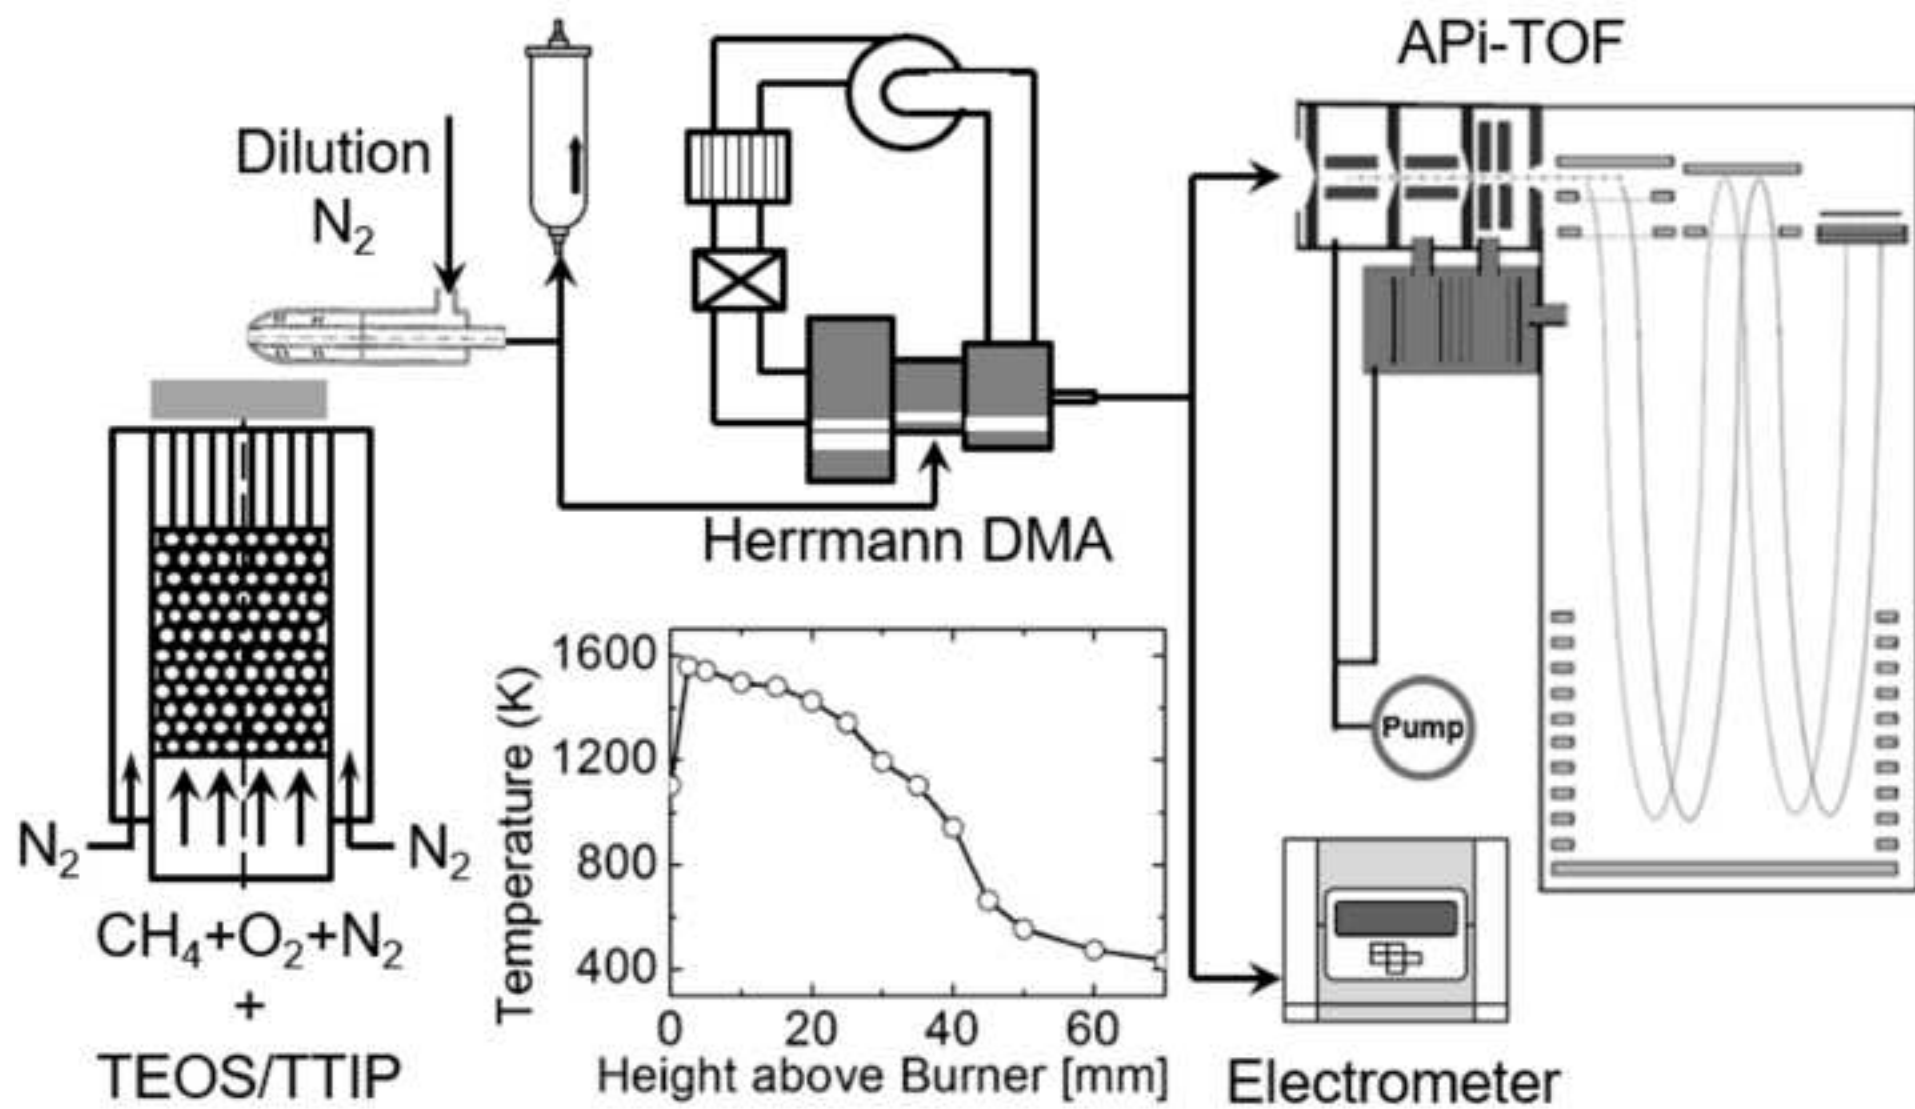 APi-TOF
Dilution
N₂
Herrmann DMA
N₂
N₂
CH₄+O₂+N₂
+
TEOS/TTIP
Temperature (K)
1600
1200
800
400
0 20 40 60
Height above Burner [mm]
Pump
Electrometer